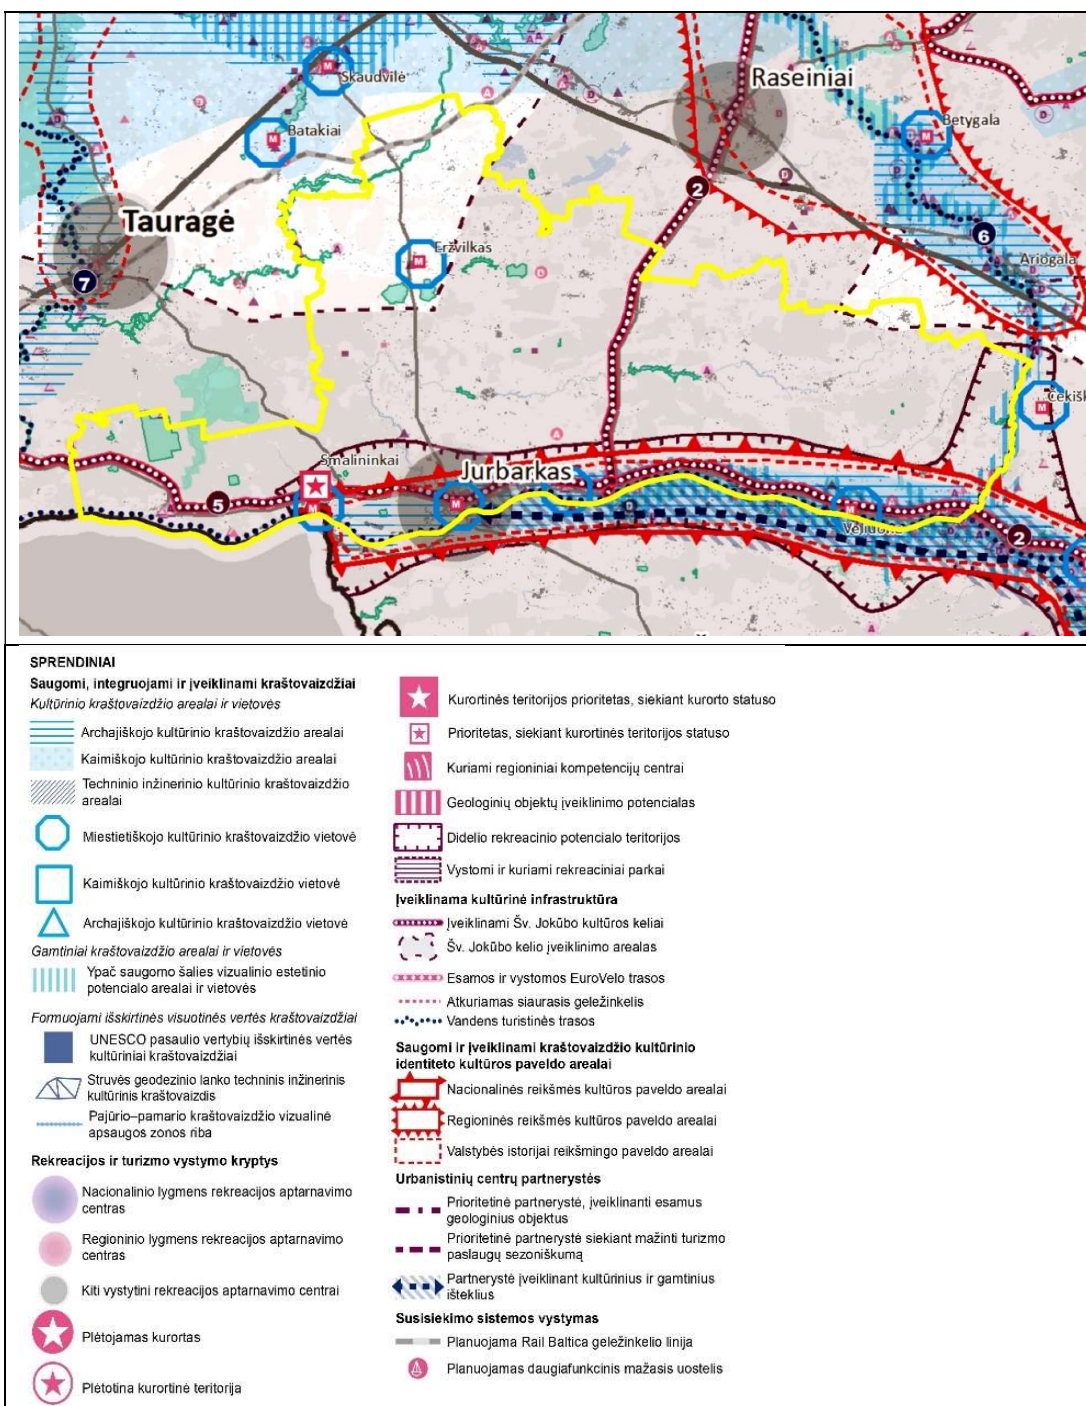 Skaudvilė
Raseiniai
Batakiai
Betygala
Tauragė
2
6
Eržvilkas
Ariogala
7
Smalininkai
Jurbarkas
5
2
SPRENDINIAI
Saugomi, integruojami ir įveiklinami kraštovaizdžiai
Kultūrinio kraštovaizdžio arealai ir vietovės
Archajiškojo kultūrinio kraštovaizdžio arealai
Kaimiškojo kultūrinio kraštovaizdžio arealai
Techninio inžinerinio kultūrinio kraštovaizdžio
arealai
Miestietiškojo kultūrinio kraštovaizdžio vietovė
Kaimiškojo kultūrinio kraštovaizdžio vietovė
Archajiškojo kultūrinio kraštovaizdžio vietovė
Gamtiniai kraštovaizdžio arealai ir vietovės
Ypač saugomo šalies vizualinio estetinio
potencialo arealai ir vietovės
Formuojami išskirtinės visuotinės vertės kraštovaizdžiai
UNESCO pasaulio vertybių išskirtinės vertės
kultūriniai kraštovaizdžiai
Struvės geodezinio lanko techninis inžinerinis
kultūrinis kraštovaizdis
Pajūrio–pamario kraštovaizdžio vizualinė
apsaugos zonos riba
Rekreacijos ir turizmo vystymo kryptys
Nacionalinio lygmens rekreacijos aptarnavimo
centras
Regioninio lygmens rekreacijos aptarnavimo
centras
Kiti vystytini rekreacijos aptarnavimo centrai
Plėtojamas kurortas
Plėtotina kurortinė teritorija
Kurortinės teritorijos prioritetas, siekiant kurorto statuso
Prioritetas, siekiant kurortinės teritorijos statuso
Kuriami regioniniai kompetencijų centrai
Geologinių objektų įveiklinimo potencialas
Didelio rekreacinio potencialo teritorijos
Vystomi ir kuriami rekreaciniai parkai
Įveiklinama kultūrinė infrastruktūra
Įveiklinami Šv. Jokūbo kultūros keliai
Šv. Jokūbo kelio įveiklinimo arealas
Esamos ir vystomos EuroVelo trasos
Atkuriamas siaurasis geležinkelis
Vandens turistinės trasos
Saugomi ir įveiklinami kraštovaizdžio kultūrinio
identiteto kultūros paveldo arealai
Nacionalinės reikšmės kultūros paveldo arealai
Regioninės reikšmės kultūros paveldo arealai
Valstybės istorijai reikšmingo paveldo arealai
Urbanistinių centrų partnerystės
Prioritetinė partnerystė, įveiklinanti esamus
geologinius objektus
Prioritetinė partnerystė siekiant mažinti turizmo
paslaugų sezoniškumą
Partnerystė įveiklinant kultūrinius ir gamtinius
išteklius
Susisiekimo sistemos vystymas
Planuojama Rail Baltica geležinkelio linija
Planuojamas daugiafunkcinis mažasis uostelis